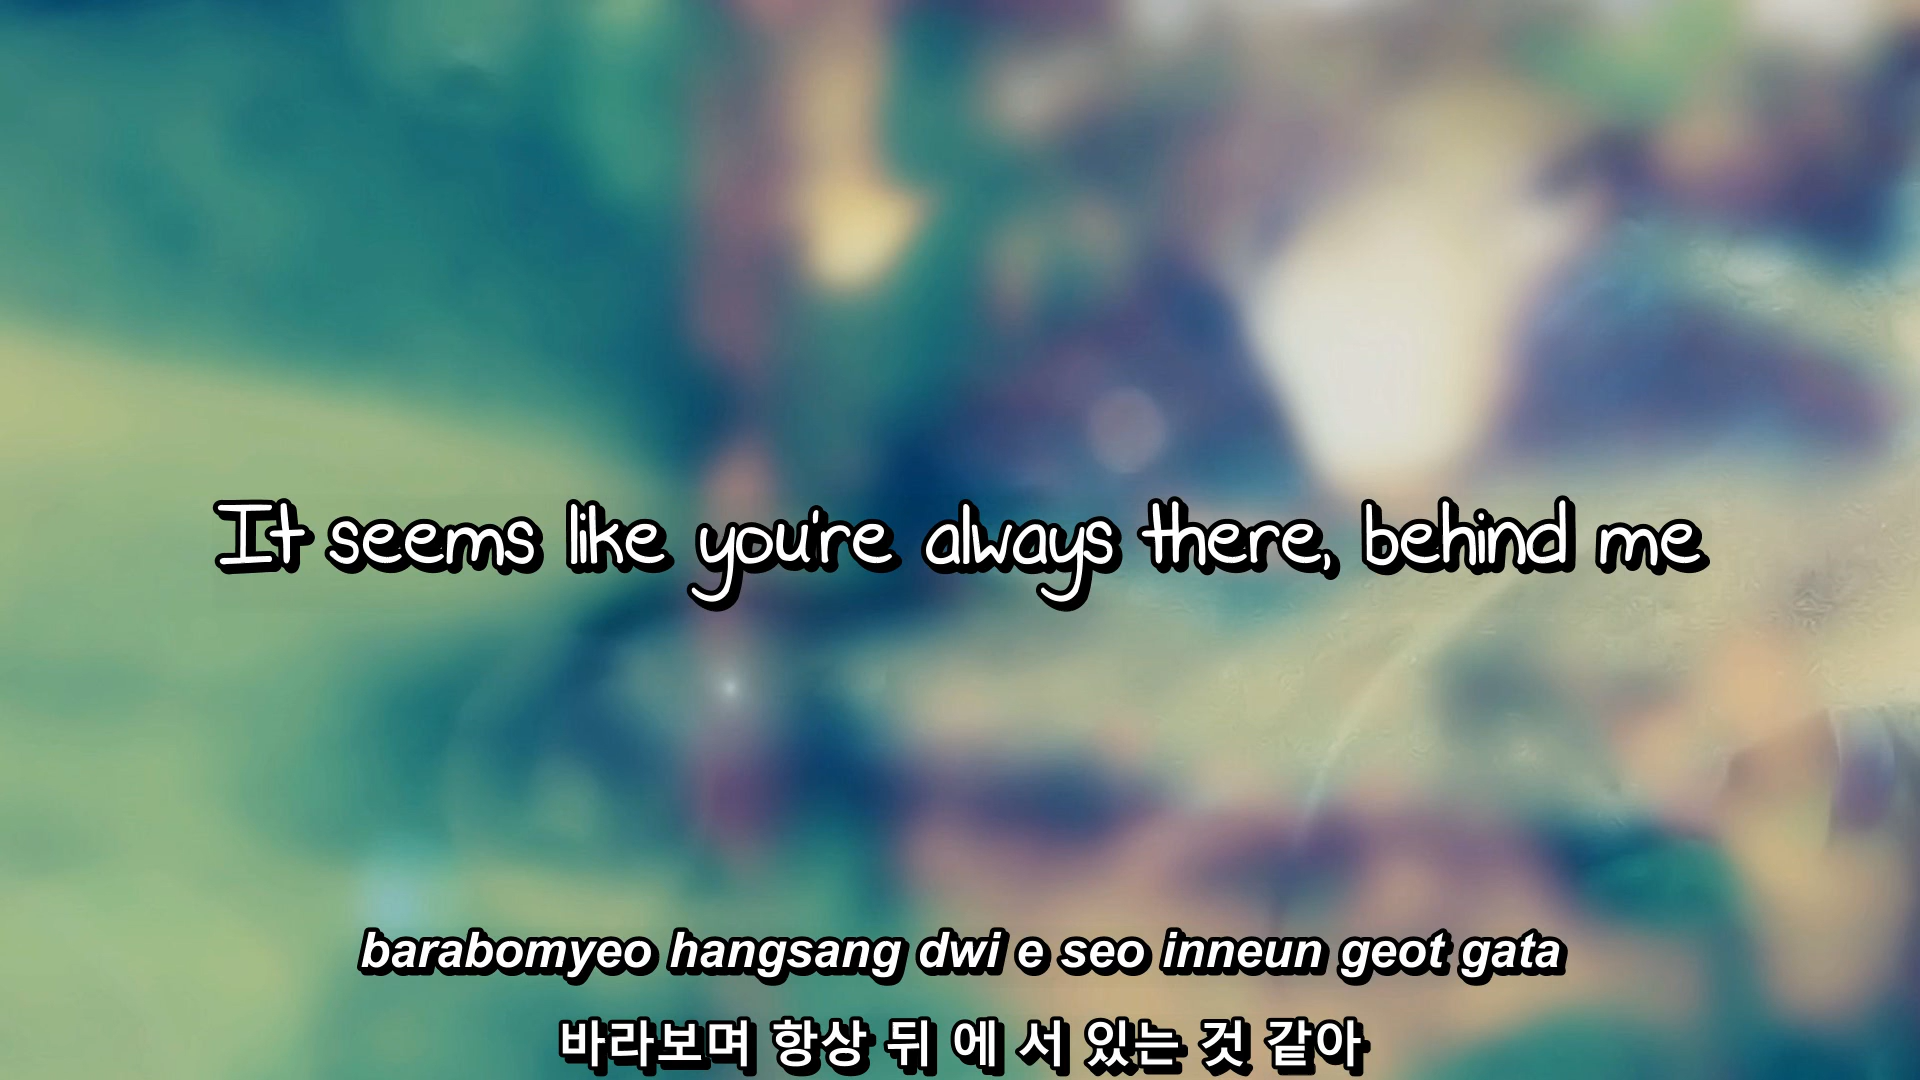 It seems like you're always there, behind me
barabomyeo hangsang dwi e seo inneun geot gata
바라보며 항상 뒤 에 서 있는 것 같아